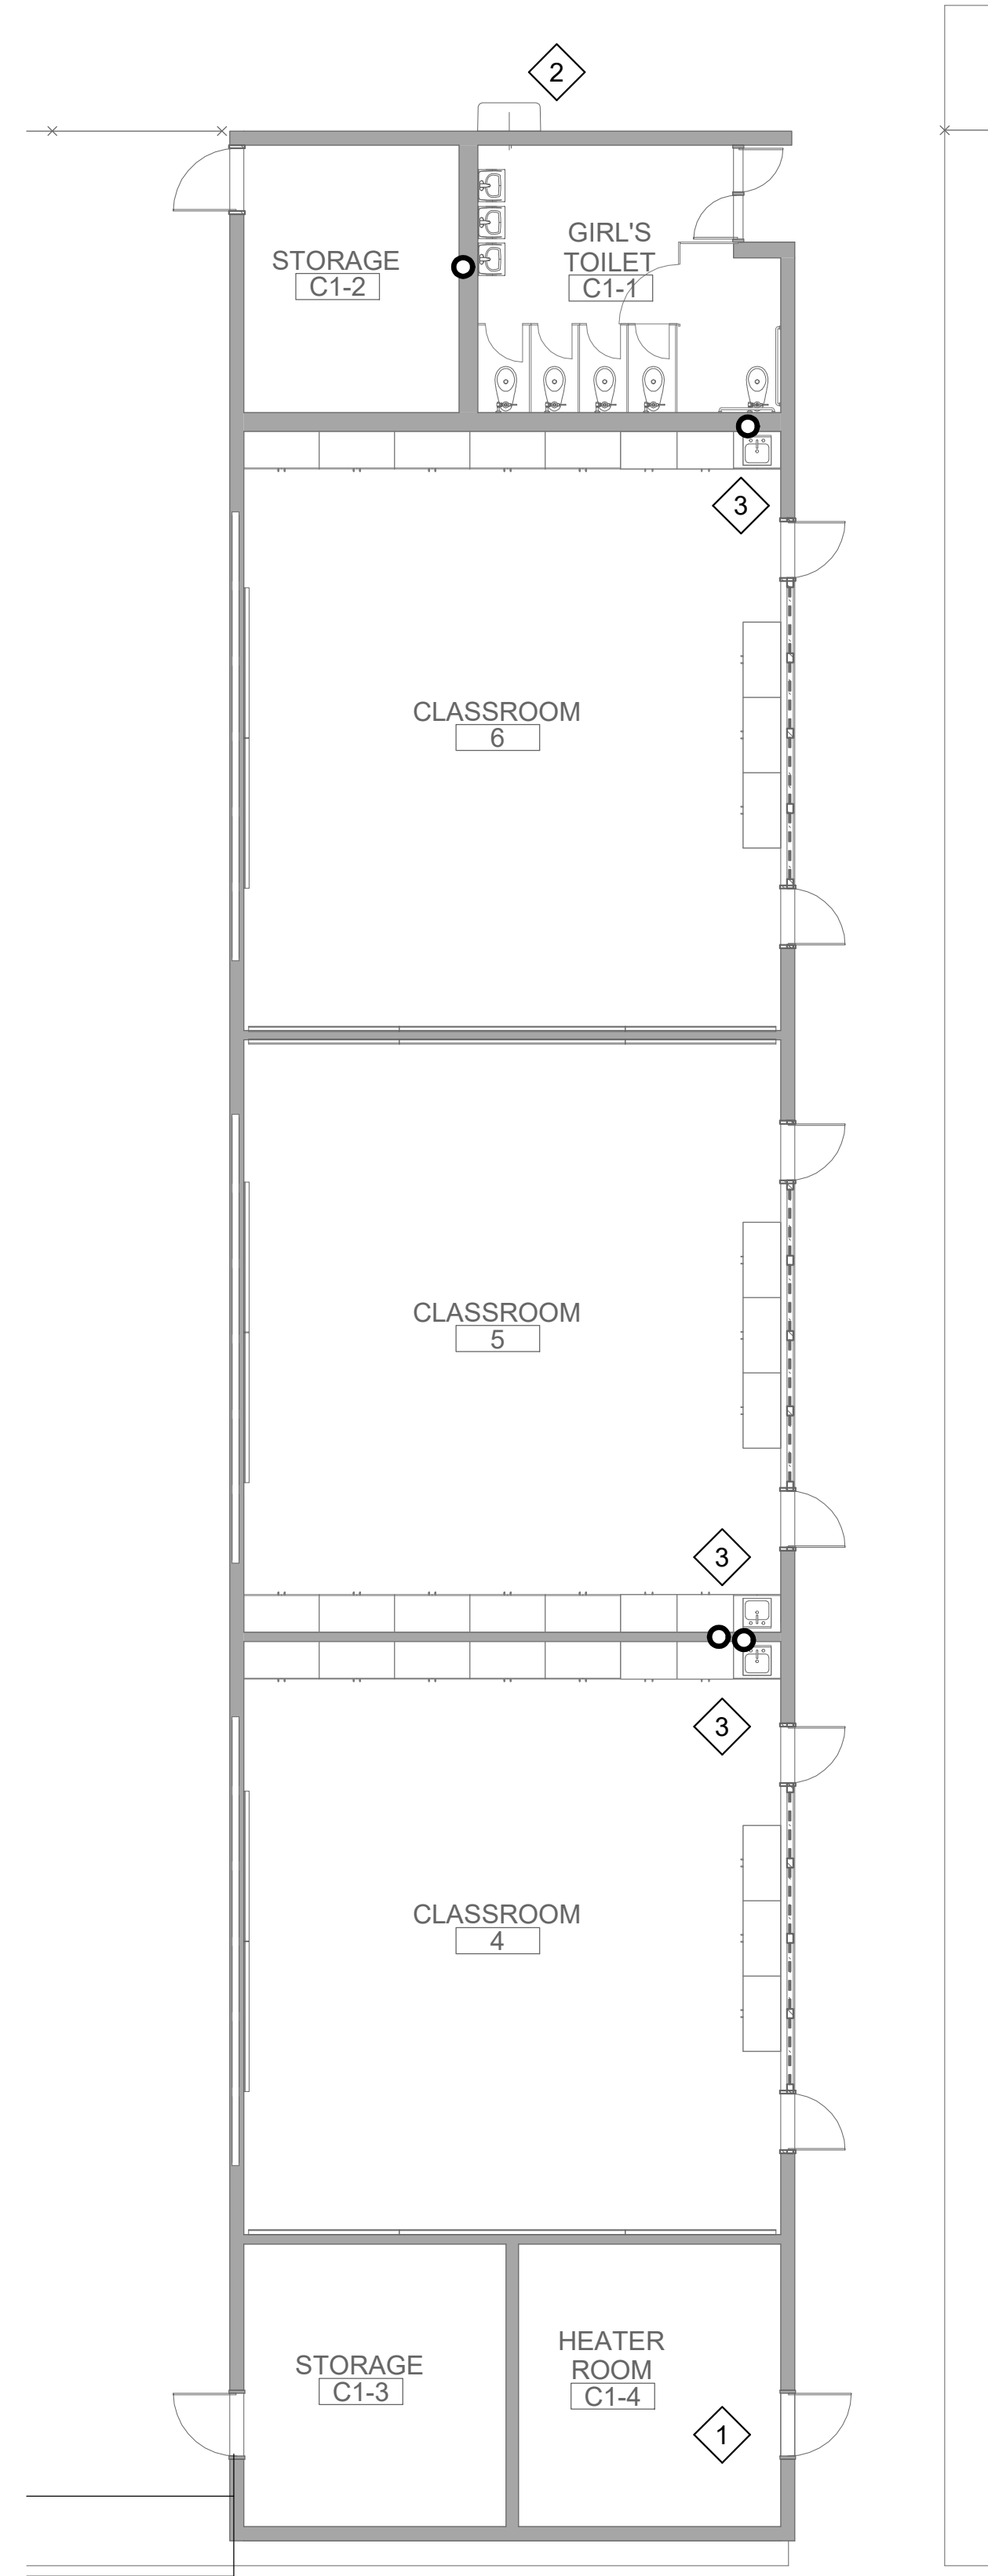 2
GIRL'S
TOILET
C1-1
STORAGE
C1-2
3
CLASSROOM
6
CLASSROOM
5
3
3
CLASSROOM
4
HEATER
ROOM
C1-4
STORAGE
C1-3
1